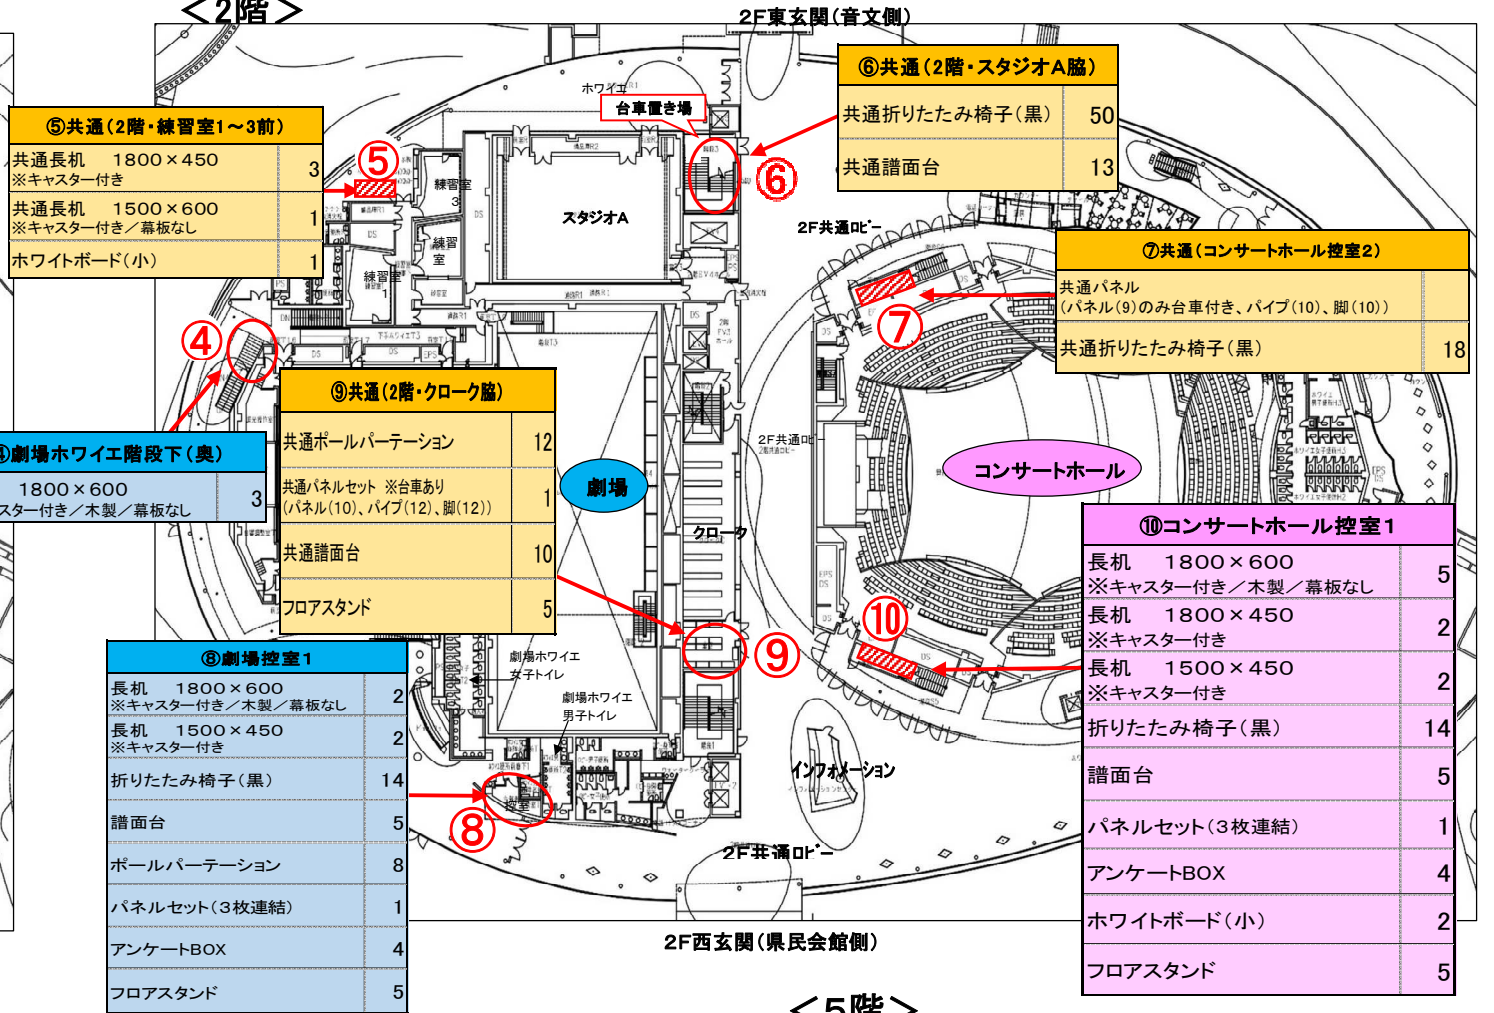 ＜2階＞
2F東玄関(音文側)
⑤共通(2階・練習室1～3前)
共通長机　1800×450
※キャスター付き
3
共通長机　1500×600
※キャスター付き／幕板なし
1
ホワイトボード(小)
1
ホワイエ
台車置き場
⑥共通(2階・スタジオA脇)
共通折りたたみ椅子(黒)
50
共通譜面台
13
⑤
練習室
3
練習
室
練習室
1
スタジオA
⑥
2F共通ロビー
⑦共通(コンサートホール控室2)
共通パネル
(パネル(9)のみ台車付き、パイプ(10)、脚(10))
共通折りたたみ椅子(黒)
18
⑦
④
④劇場ホワイエ階段下(奥)
1800×600
スター付き／木製／幕板なし
3
⑨共通(2階・クローク脇)
共通ポールパーテーション
12
共通パネルセット　※台車あり
(パネル(10)、パイプ(12)、脚(12))
1
共通譜面台
10
フロアスタンド
5
劇場
2F共通ロビー
コンサートホール
クローク
⑨
⑩
⑩コンサートホール控室1
長机　1800×600
※キャスター付き／木製／幕板なし
5
長机　1800×450
※キャスター付き
2
長机　1500×450
※キャスター付き
2
折りたたみ椅子(黒)
14
譜面台
5
パネルセット(3枚連結)
1
アンケートBOX
4
ホワイトボード(小)
2
フロアスタンド
5
⑧劇場控室1
長机　1800×600
※キャスター付き／木製／幕板なし
2
長机　1500×450
※キャスター付き
2
折りたたみ椅子(黒)
14
譜面台
5
ポールパーテーション
8
パネルセット(3枚連結)
1
アンケートBOX
4
フロアスタンド
5
劇場ホワイエ
女子トイレ
劇場ホワイエ
男子トイレ
控室
⑧
インフォメーション
2F共通ロビー
2F西玄関(県民会館側)
＜5階＞